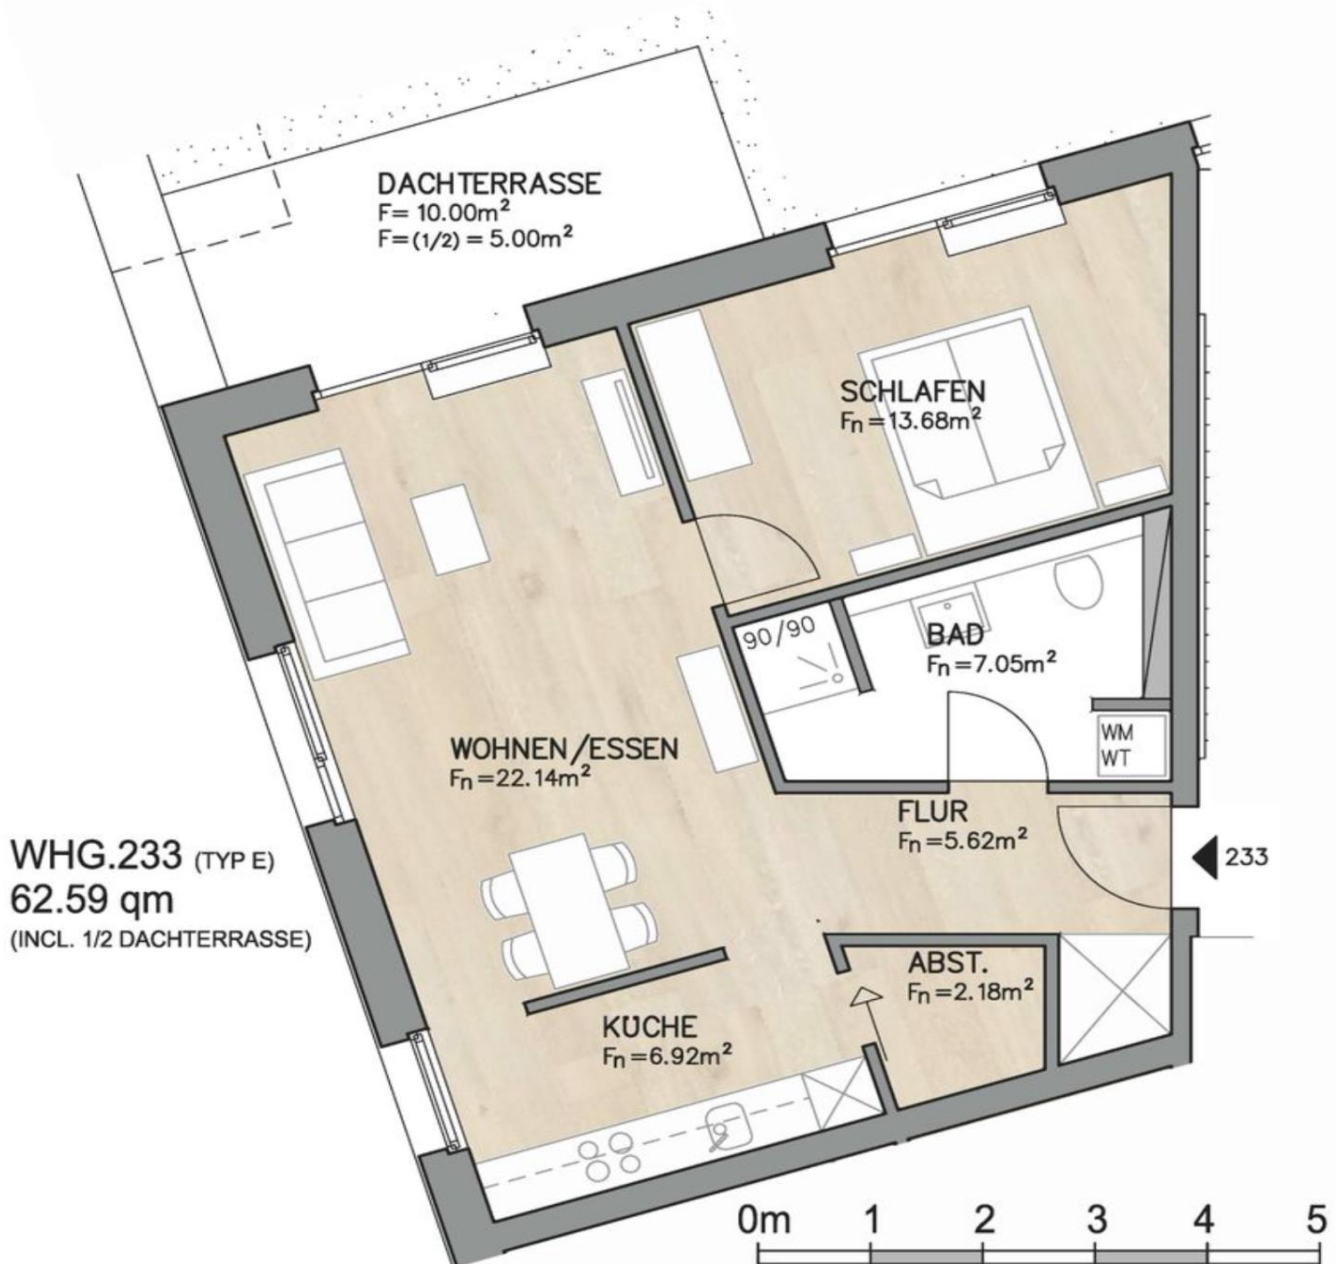 DACHTERRASSE
F= 10.00m²
F=(1/2) = 5.00m²
SCHLAFEN
Fn =13.68m²
90/90
BAD
Fn =7.05m²
WM
WT
WOHNEN/ESSEN
Fn =22.14m²
FLUR
Fn =5.62m²
233
WHG.233 (TYP E)
62.59 qm
(INCL. 1/2 DACHTERRASSE)
ABST.
Fn =2.18m²
KÜCHE
Fn =6.92m²
0m 1 2 3 4 5